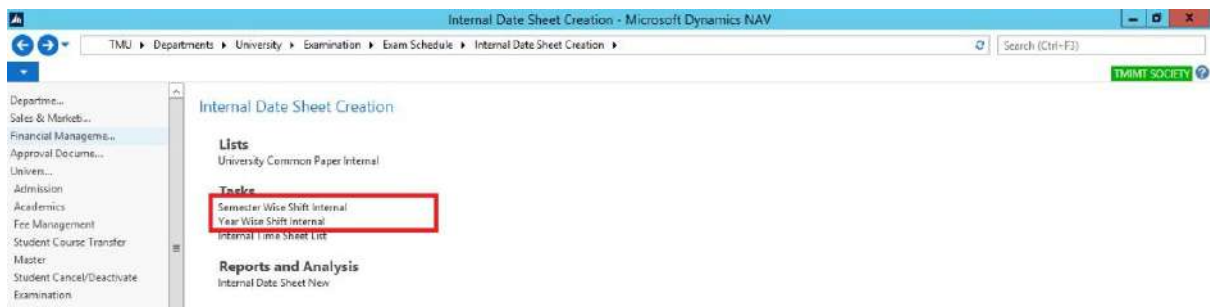 Internal Date Sheet Creation - Microsoft Dynamics NAV
TMU ▸ Departments ▸ University ▸ Examination ▸ Exam Schedule ▸ Internal Date Sheet Creation ▸
Search (Ctrl+F3)
TMIMT SOCIETY
Departme...
Sales & Marketi...
Financial Manageme...
Approval Docume...
Univers...
Admission
Academics
Fee Management
Student Course Transfer
Master
Student Cancel/Deactivate
Examination
Internal Date Sheet Creation
Lists
University Common Paper Internal
Tasks
Semester Wise Shift Internal
Year Wise Shift Internal
Internal Time Sheet List
Reports and Analysis
Internal Date Sheet New